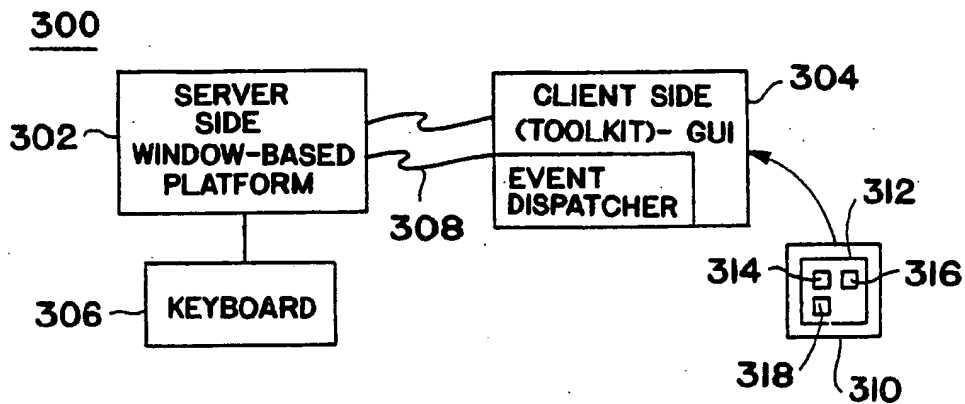 300
SERVER
SIDE
WINDOW-BASED
PLATFORM
302
CLIENT SIDE
(TOOLKIT)- GUI
304
EVENT
DISPATCHER
308
312
314
316
306
KEYBOARD
318
310